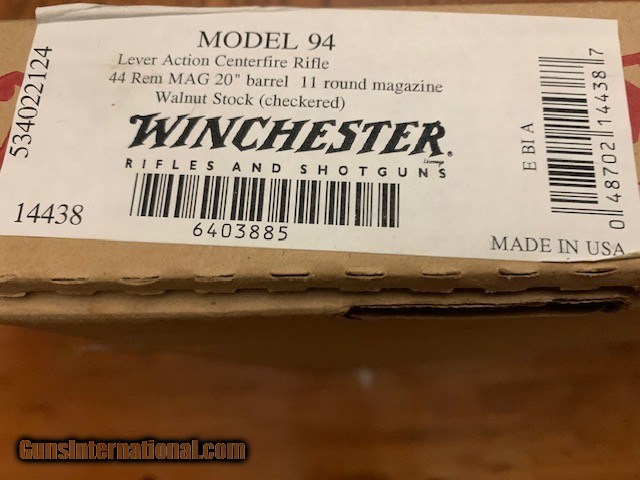 MODEL 94
Lever Action Centerfire Rifle
44 Rem MAG 20" barrel 11 round magazine
Walnut Stock (checkered)
WINCHESTER
RIFLES AND SHOTGUNS
6403885
534022124
14438
E BI A
0 48702 14438 7
MADE IN USA
GunsInternational.com